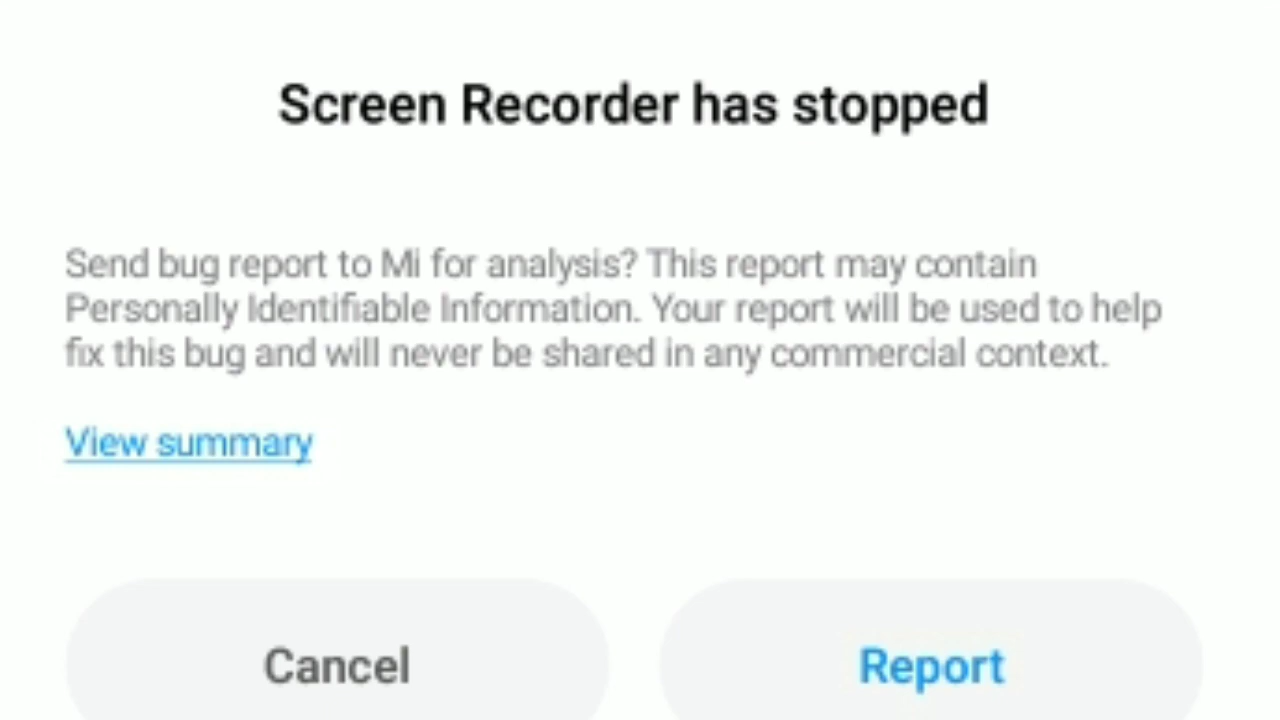 Screen Recorder has stopped
Send bug report to Mi for analysis? This report may contain
Personally Identifiable Information. Your report will be used to help
fix this bug and will never be shared in any commercial context.
View summary
Cancel
Report